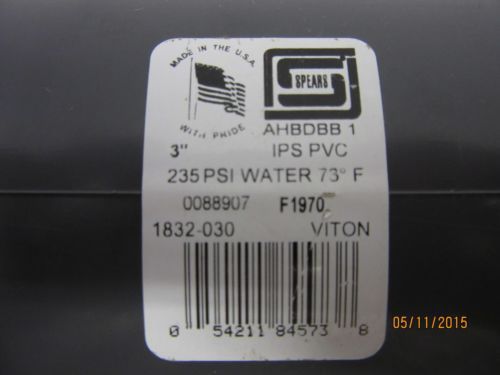 MADE IN THE U.S.A.
WITH PRIDE
SPEARS
AHBDBB 1
3" IPS PVC
235 PSI WATER 73° F
0088907 F1970
1832-030 VITON
0 54211 84573 8
05/11/2015